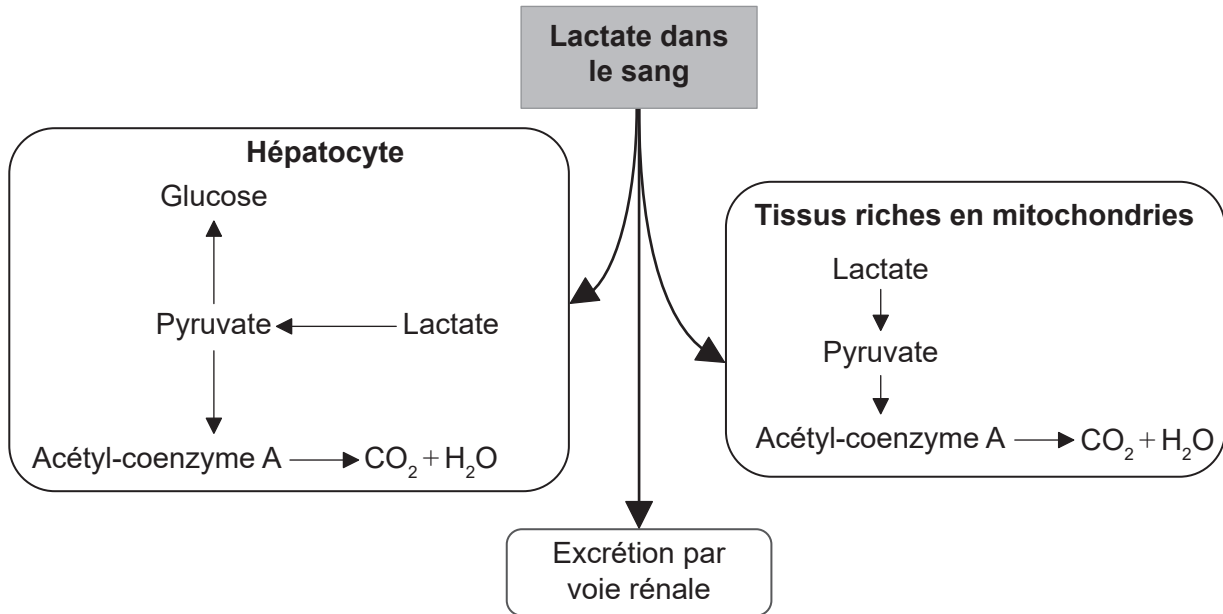 Lactate dans
le sang
Hépatocyte
Glucose
Pyruvate
Lactate
Acétyl-coenzyme A
CO₂ + H₂O
Tissus riches en mitochondries
Lactate
Pyruvate
Acétyl-coenzyme A
CO₂ + H₂O
Excrétion par
voie rénale